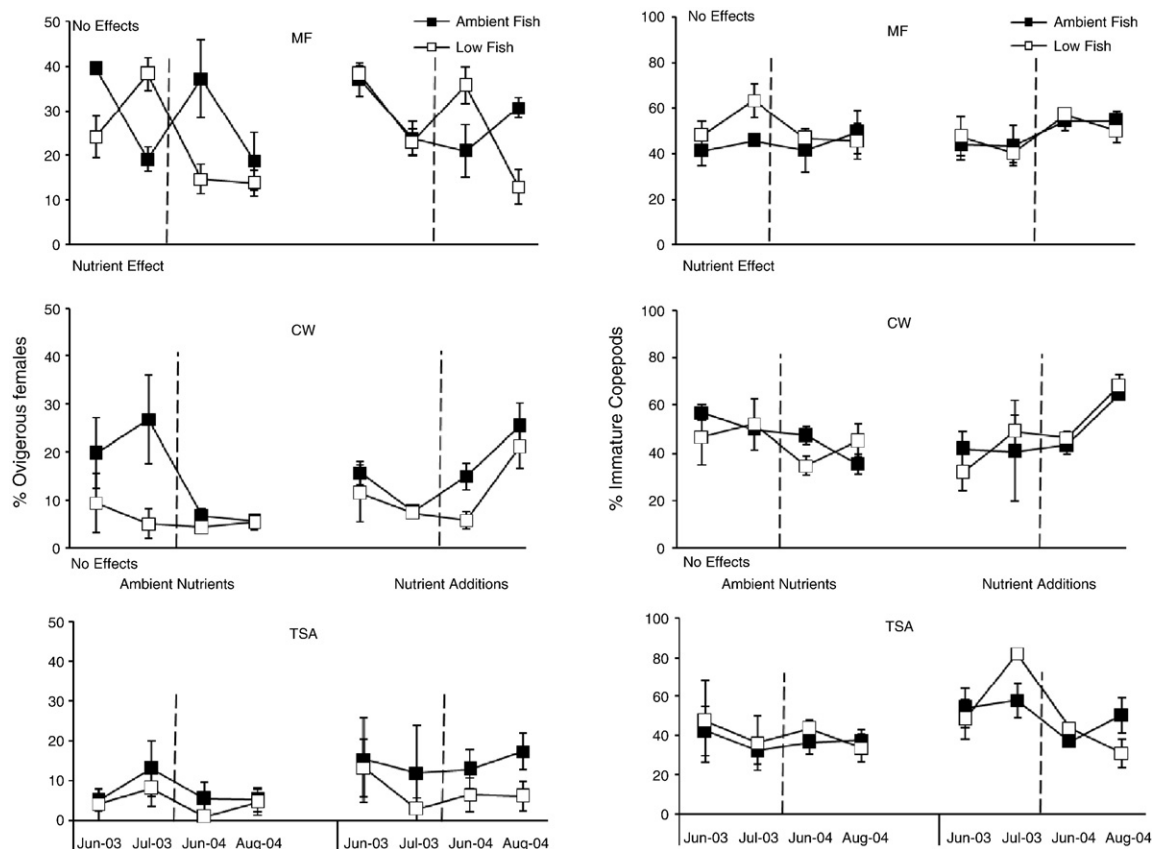 No Effects
MF
Ambient Fish
Low Fish
50
40
30
20
10
0
Nutrient Effect
CW
50
40
30
20
10
0
% Ovigerous females
No Effects
Ambient Nutrients
Nutrient Additions
TSA
50
40
30
20
10
0
Jun-03 Jul-03 Jun-04 Aug-04 Jun-03 Jul-03 Jun-04 Aug-04
No Effects
MF
Ambient Fish
Low Fish
100
80
60
40
20
0
Nutrient Effect
CW
100
80
60
40
20
0
% Immature Copepods
No Effects
Ambient Nutrients
Nutrient Additions
TSA
100
80
60
40
20
0
Jun-03 Jul-03 Jun-04 Aug-04 Jun-03 Jul-03 Jun-04 Aug-04